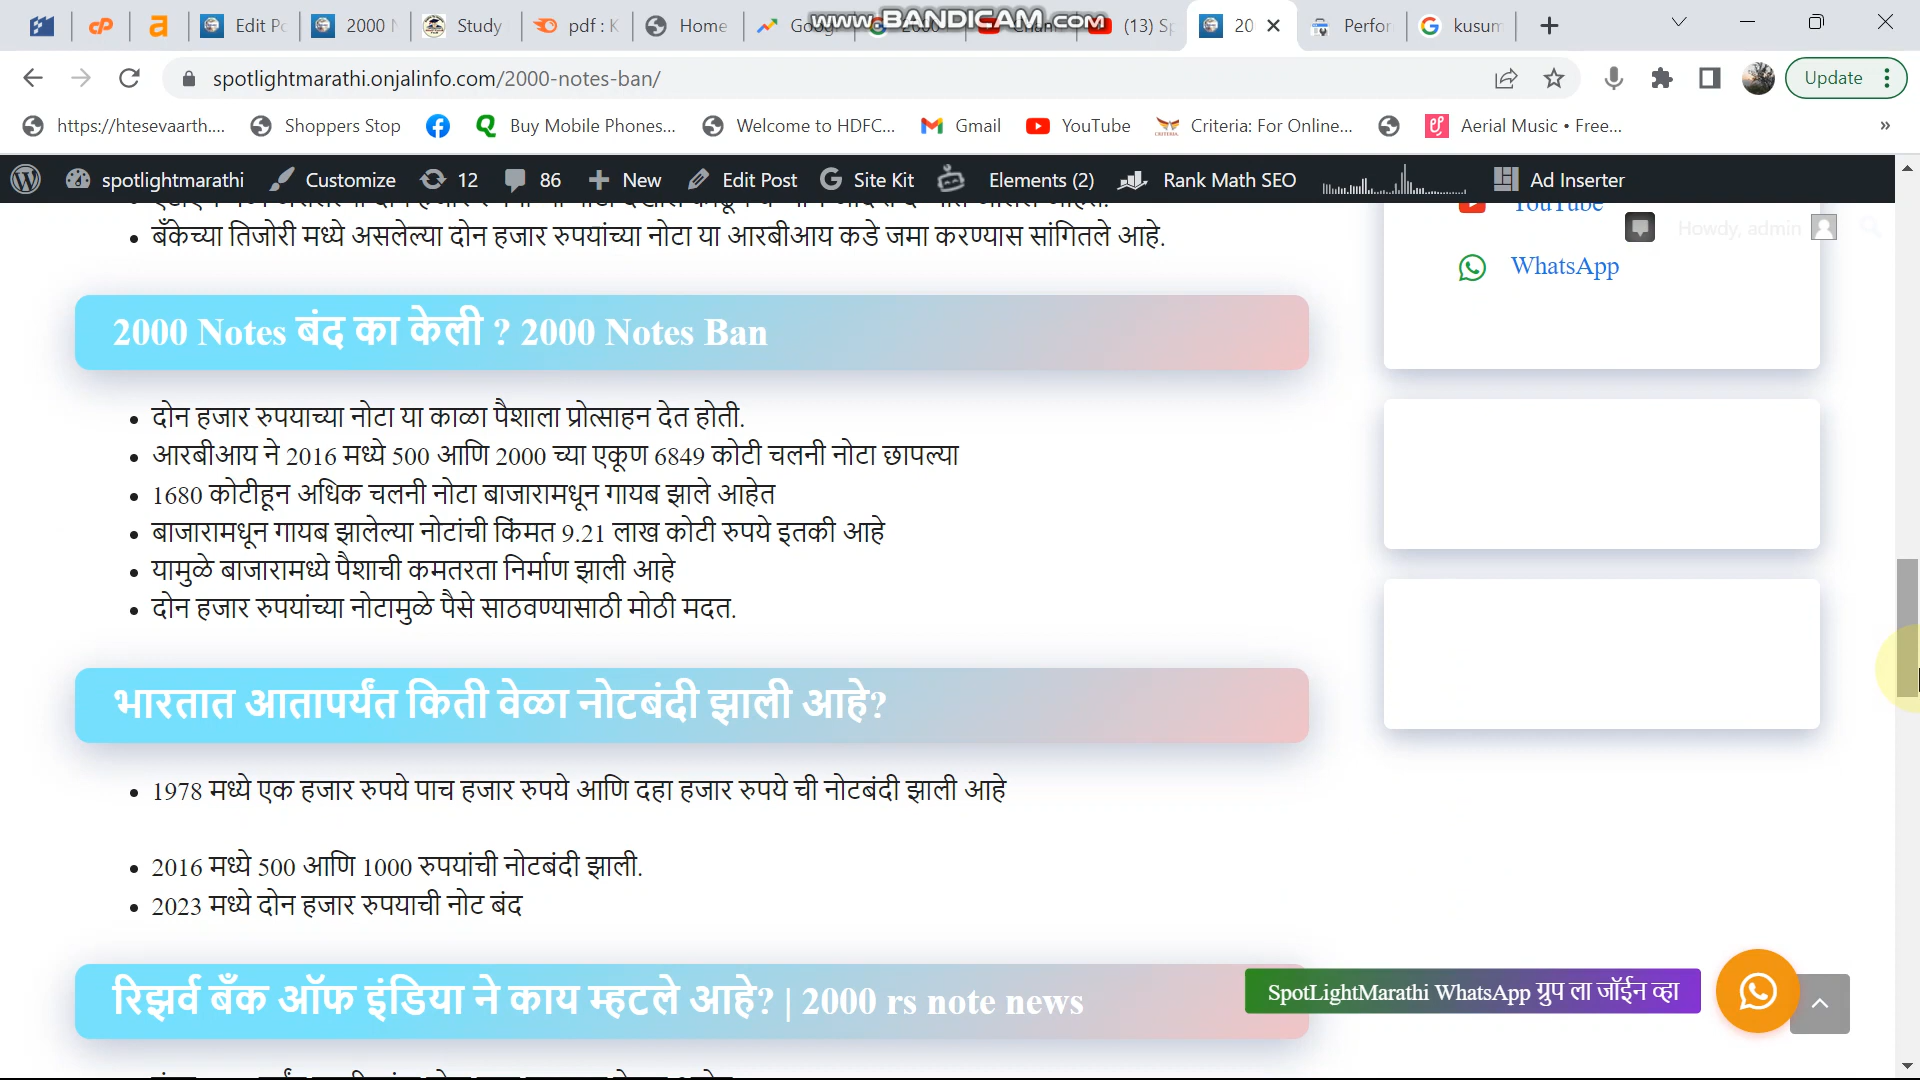 Edit Po
2000 N
Study
pdf : K
Home
Goog
www.BANDICAM.com
(13) Sp
20
Perfor
kusum
spotlightmarathi.onjalinfo.com/2000-notes-ban/
Update
https://htesevaarth....
Shoppers Stop
Buy Mobile Phones...
Welcome to HDFC...
Gmail
YouTube
Criteria: For Online...
Aerial Music • Free...
»
spotlightmarathi
Customize
12
86
New
Edit Post
Site Kit
Elements (2)
Rank Math SEO
Ad Inserter
YouTube
Howdy, admin
बँकेच्या तिजोरी मध्ये असलेल्या दोन हजार रुपयांच्या नोटा या आरबीआय कडे जमा करण्यास सांगितले आहे.
WhatsApp
2000 Notes बंद का केली ? 2000 Notes Ban
दोन हजार रुपयाच्या नोटा या काळा पैशाला प्रोत्साहन देत होती.
आरबीआय ने 2016 मध्ये 500 आणि 2000 च्या एकूण 6849 कोटी चलनी नोटा छापल्या
1680 कोटीहून अधिक चलनी नोटा बाजारामधून गायब झाले आहेत
बाजारामधून गायब झालेल्या नोटांची किंमत 9.21 लाख कोटी रुपये इतकी आहे
यामुळे बाजारामध्ये पैशाची कमतरता निर्माण झाली आहे
दोन हजार रुपयांच्या नोटामुळे पैसे साठवण्यासाठी मोठी मदत.
भारतात आतापर्यंत किती वेळा नोटबंदी झाली आहे?
1978 मध्ये एक हजार रुपये पाच हजार रुपये आणि दहा हजार रुपये ची नोटबंदी झाली आहे
2016 मध्ये 500 आणि 1000 रुपयांची नोटबंदी झाली.
2023 मध्ये दोन हजार रुपयाची नोट बंद
रिझर्व बँक ऑफ इंडिया ने काय म्हटले आहे? | 2000 rs note news
SpotLightMarathi WhatsApp ग्रुप ला जॉईन व्हा